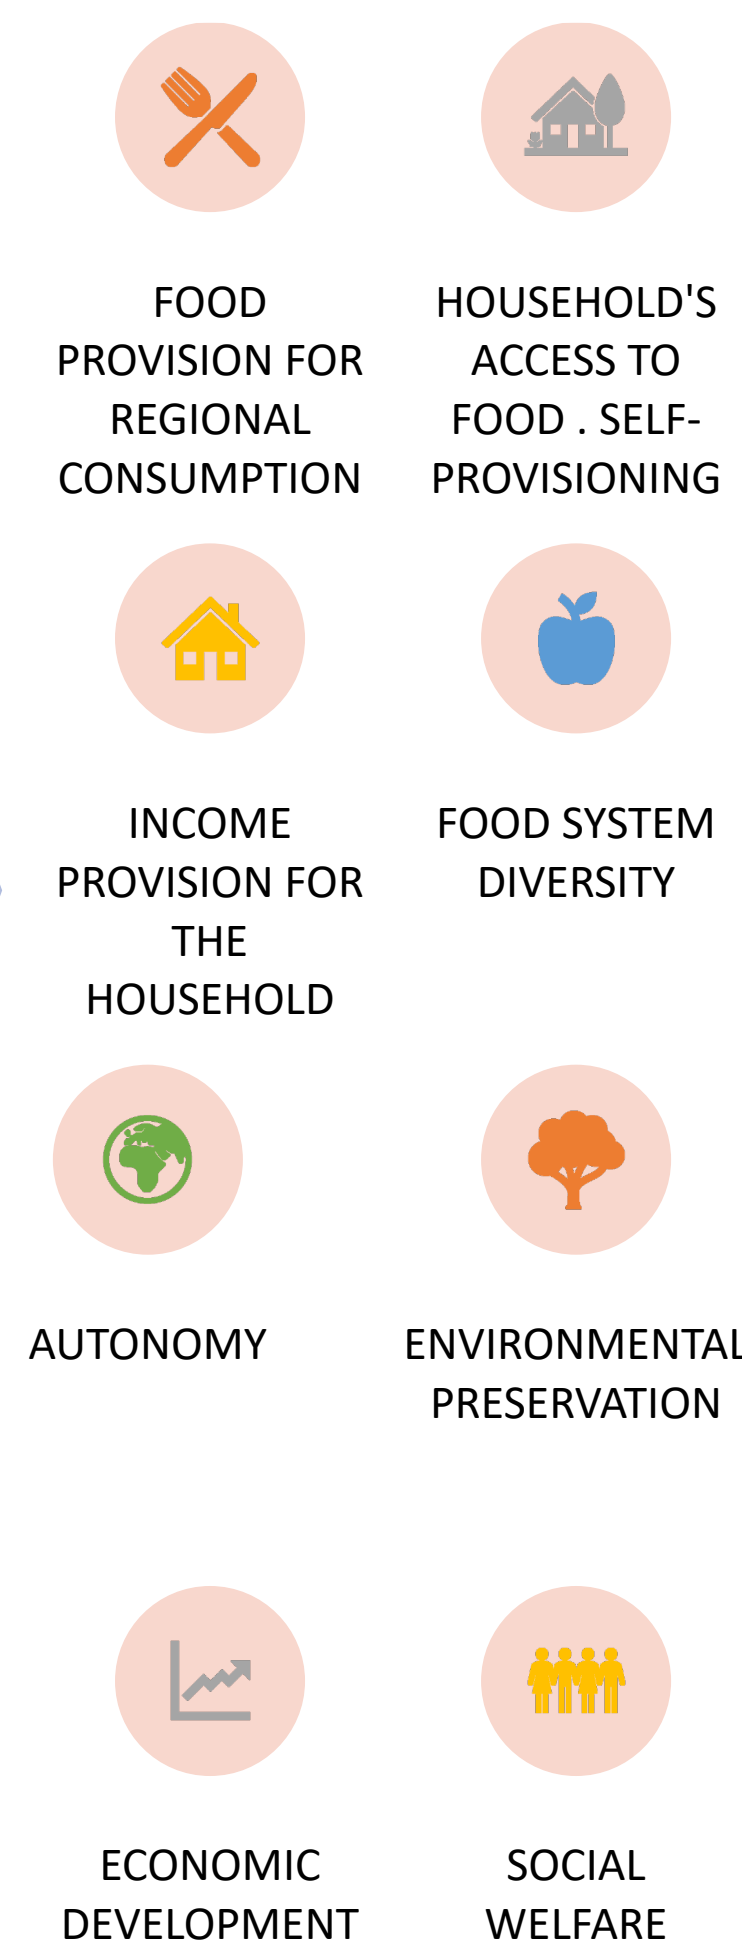 FOOD
PROVISION FOR
REGIONAL
CONSUMPTION
HOUSEHOLD'S
ACCESS TO
FOOD . SELF-
PROVISIONING
INCOME
PROVISION FOR
THE
HOUSEHOLD
FOOD SYSTEM
DIVERSITY
AUTONOMY
ENVIRONMENTAL
PRESERVATION
ECONOMIC
DEVELOPMENT
SOCIAL
WELFARE